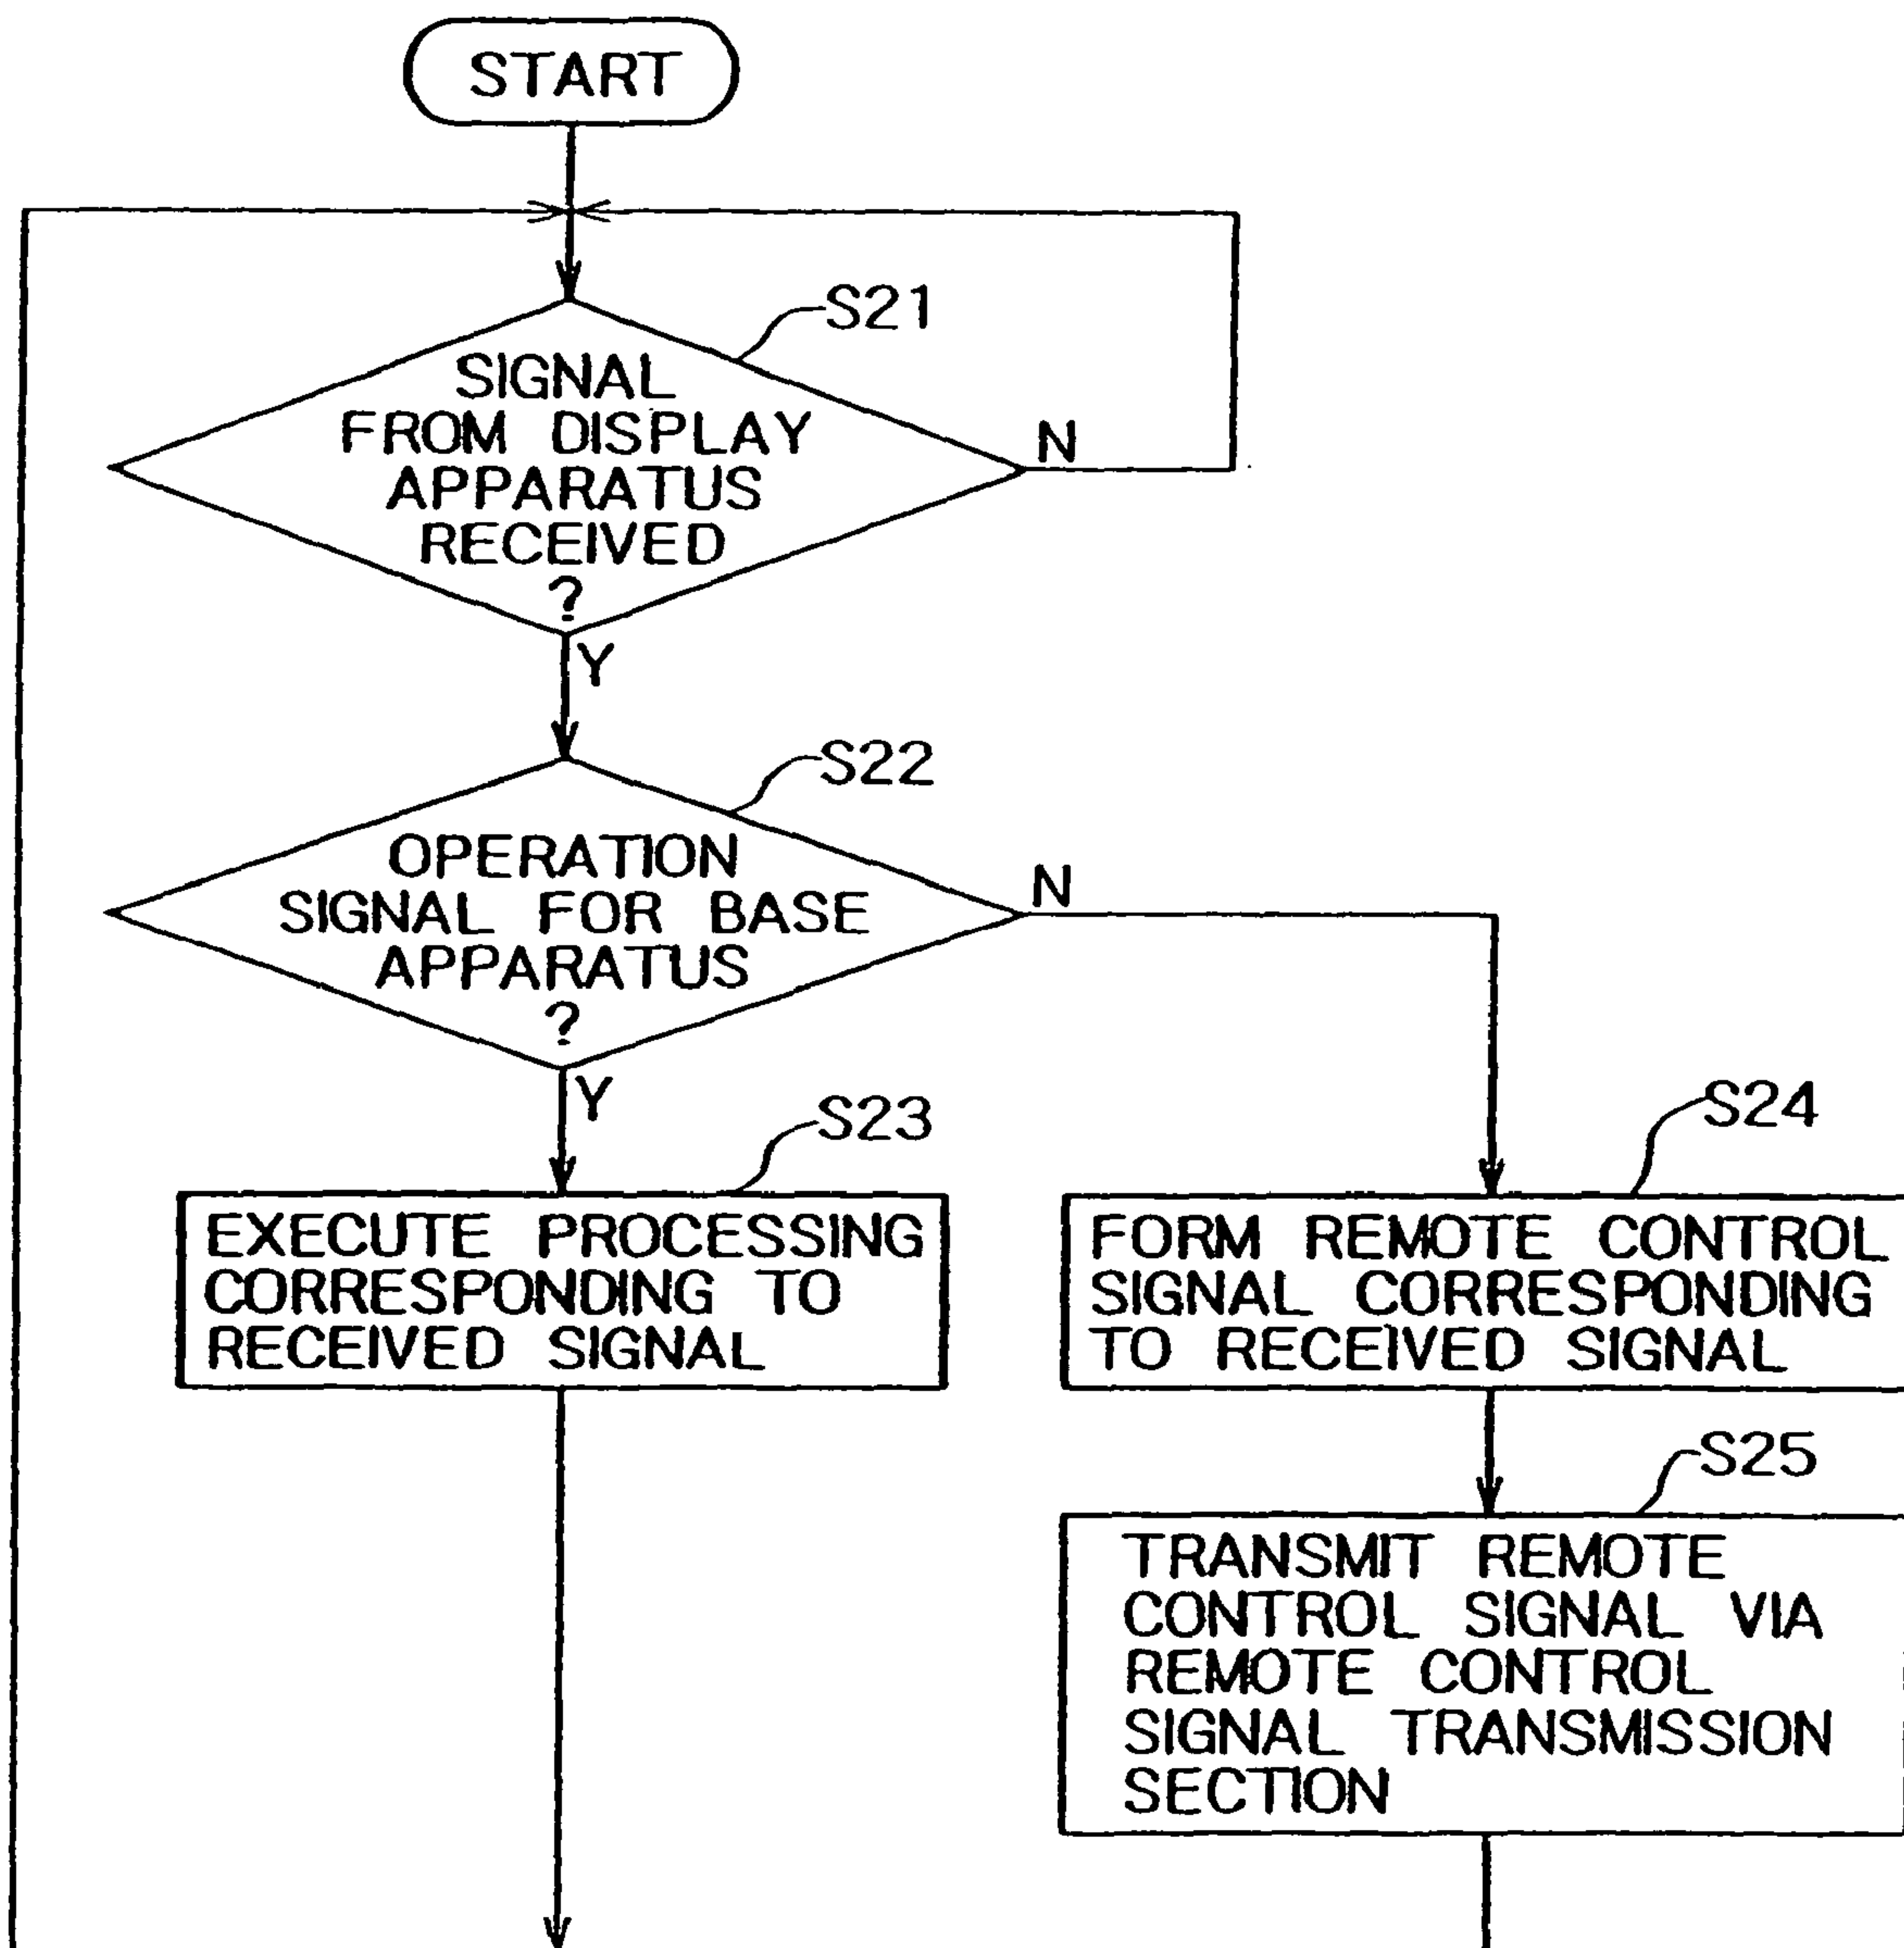 START
S21
SIGNAL
FROM DISPLAY
APPARATUS
RECEIVED
?
N
Y
S22
OPERATION
SIGNAL FOR BASE
APPARATUS
?
N
Y
S23
EXECUTE PROCESSING
CORRESPONDING TO
RECEIVED SIGNAL
S24
FORM REMOTE CONTROL
SIGNAL CORRESPONDING
TO RECEIVED SIGNAL
S25
TRANSMIT REMOTE
CONTROL SIGNAL VIA
REMOTE CONTROL
SIGNAL TRANSMISSION
SECTION